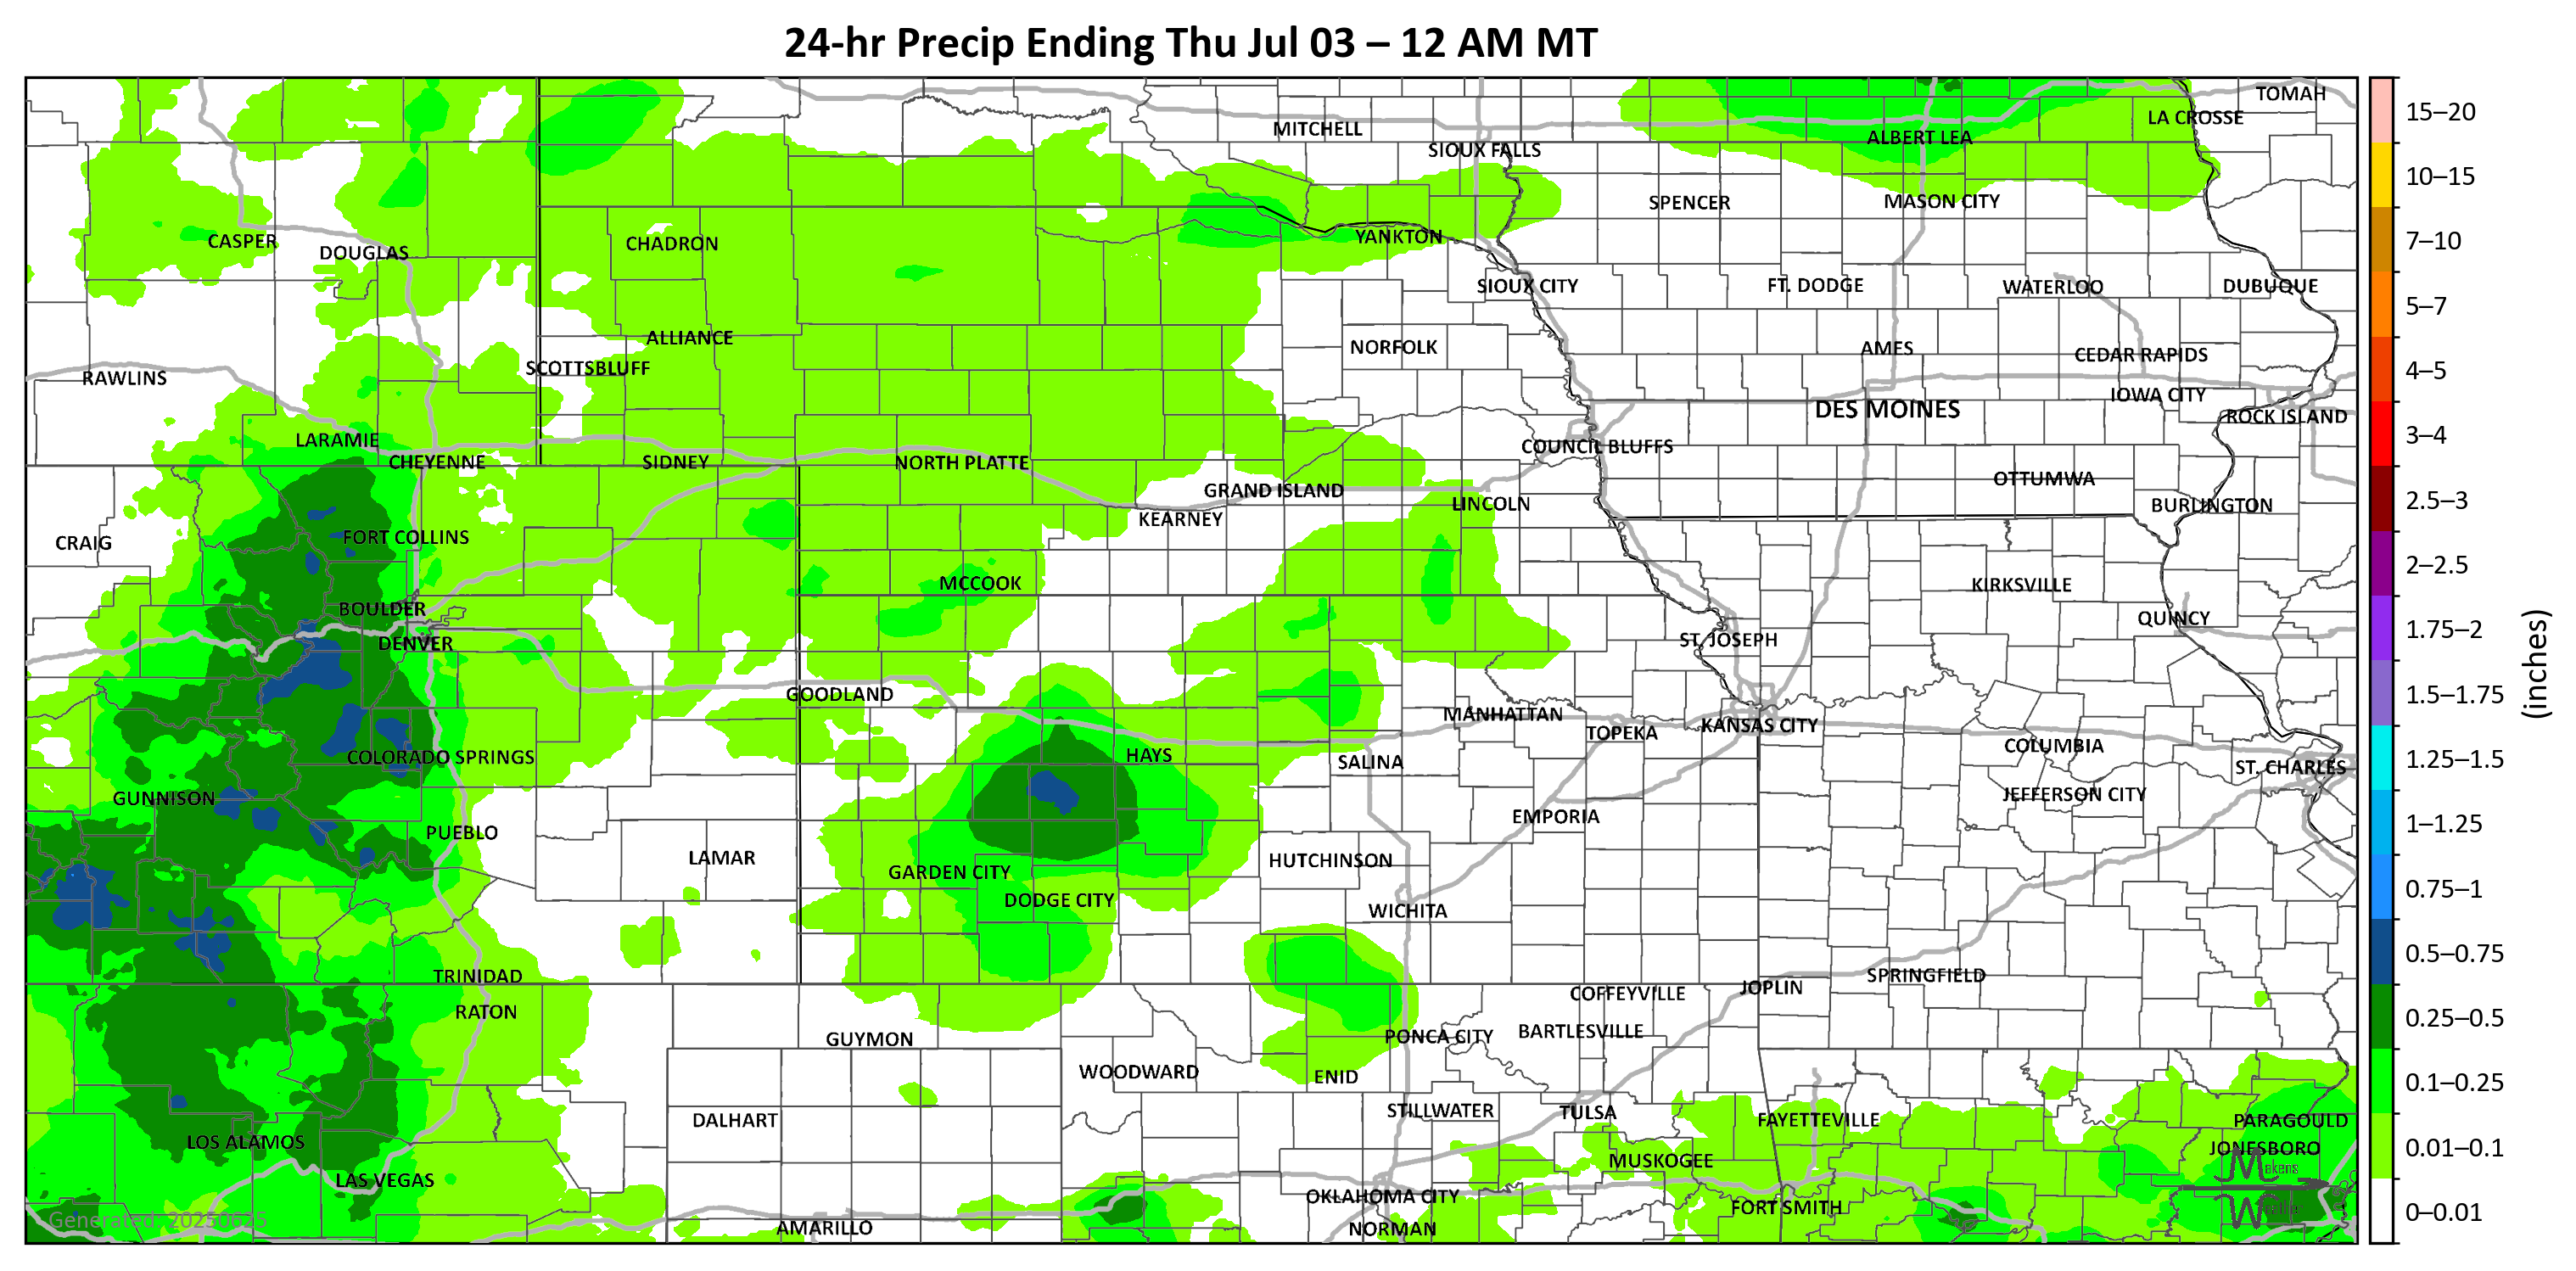 24-hr Precip Ending Thu Jul 03 – 12 AM MT
TOMAH
LA CROSSE
MITCHELL
ALBERT LEA
SIOUX FALLS
SPENCER
MASON CITY
CASPER
DOUGLAS
CHADRON
YANKTON
SIOUX CITY
FT. DODGE
WATERLOO
DUBUQUE
ALLIANCE
NORFOLK
AMES
CEDAR RAPIDS
SCOTTSBLUFF
RAWLINS
IOWA CITY
DES MOINES
ROCK ISLAND
LARAMIE
COUNCIL BLUFFS
CHEYENNE
SIDNEY
NORTH PLATTE
OTTUMWA
GRAND ISLAND
LINCOLN
BURLINGTON
KEARNEY
CRAIG
FORT COLLINS
MCCOOK
KIRKSVILLE
BOULDER
QUINCY
DENVER
ST. JOSEPH
GOODLAND
MANHATTAN
TOPEKA
KANSAS CITY
COLUMBIA
COLORADO SPRINGS
HAYS
SALINA
ST. CHARLES
GUNNISON
JEFFERSON CITY
EMPORIA
PUEBLO
LAMAR
HUTCHINSON
GARDEN CITY
DODGE CITY
WICHITA
TRINIDAD
SPRINGFIELD
JOPLIN
COFFEYVILLE
RATON
BARTLESVILLE
PONCA CITY
GUYMON
WOODWARD
ENID
STILLWATER
TULSA
DALHART
FAYETTEVILLE
PARAGOULD
LOS ALAMOS
JONESBORO
MUSKOGEE
LAS VEGAS
OKLAHOMA CITY
FORT SMITH
AMARILLO
NORMAN
Generated: 20250625
Makens
15–20
10–15
7–10
5–7
4–5
3–4
2.5–3
2–2.5
1.75–2
1.5–1.75
1.25–1.5
1–1.25
0.75–1
0.5–0.75
0.25–0.5
0.1–0.25
0.01–0.1
0–0.01
(inches)